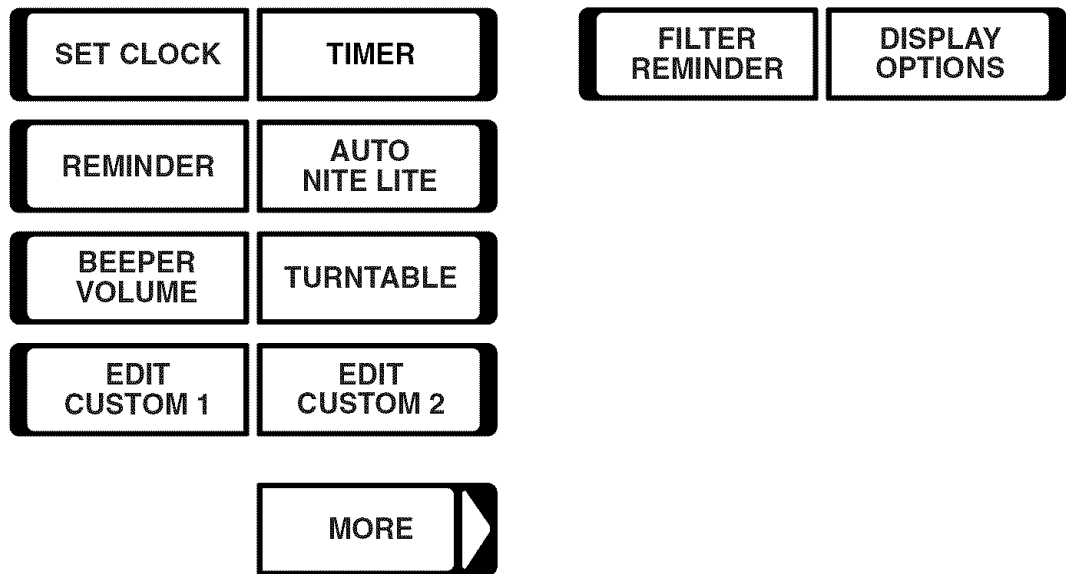 SET CLOCK
TIMER
REMINDER
AUTO
NITE LITE
BEEPER
VOLUME
TURNTABLE
EDIT
CUSTOM 1
EDIT
CUSTOM 2
MORE
FILTER
REMINDER
DISPLAY
OPTIONS